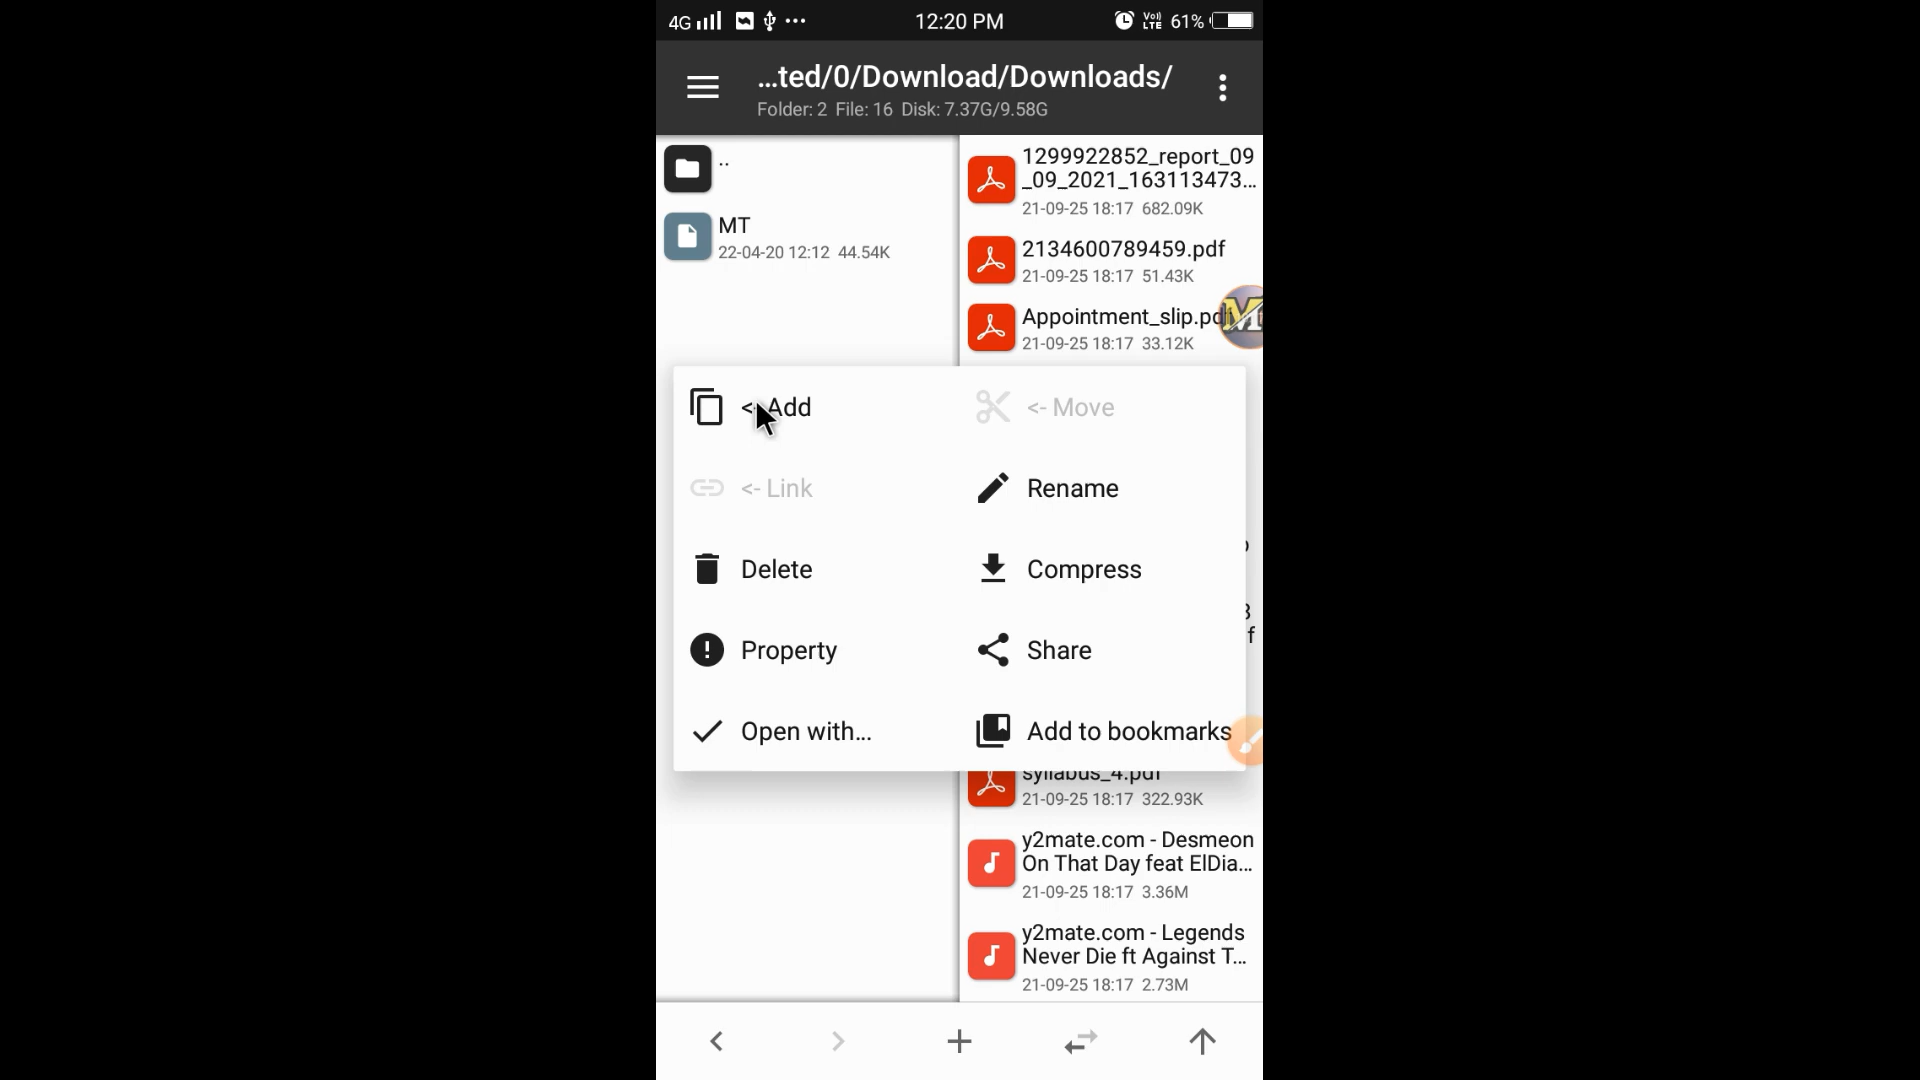 4G 12:20 PM VoI) LTE 61%
...ted/0/Download/Downloads/
Folder: 2 File: 16 Disk: 7.37G/9.58G
..
MT
22-04-20 12:12 44.54K
1299922852_report_09
_09_2021_163113473...
21-09-25 18:17 682.09K
2134600789459.pdf
21-09-25 18:17 51.43K
Appointment_slip.pdf
21-09-25 18:17 33.12K
<- Add
<- Move
<- Link
Rename
Delete
Compress
Property
Share
Open with...
Add to bookmarks
syllabus_4.pdf
21-09-25 18:17 322.93K
y2mate.com - Desmeon
On That Day feat ElDia...
21-09-25 18:17 3.36M
y2mate.com - Legends
Never Die ft Against T...
21-09-25 18:17 2.73M